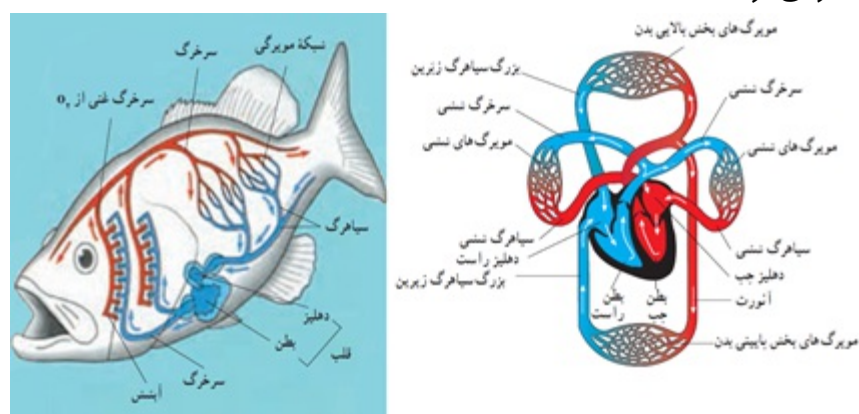 شبکهٔ مویرگی
سرخرگ
سرخرگ غنی از O₂
سیاهرگ
دهلیز
بطن
قلب
سرخرگ
آبشش
مویرگ‌های بخش بالایی بدن
بزرگ سیاهرگ زبرین
سرخرگ ششی
سرخرگ ششی
مویرگ‌های ششی
مویرگ‌های ششی
سیاهرگ ششی
سیاهرگ ششی
دهلیز راست
دهلیز چپ
بزرگ سیاهرگ زیرین
آئورت
بطن
راست
بطن
چپ
مویرگ‌های بخش پایینی بدن